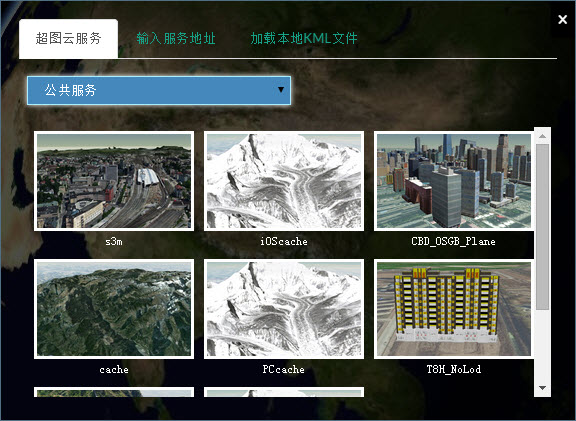 超图云服务 输入服务地址 加载本地KML文件
公共服务
s3m iOScache CBD_OSGB_Plane
cache PCcache T8H_NoLod